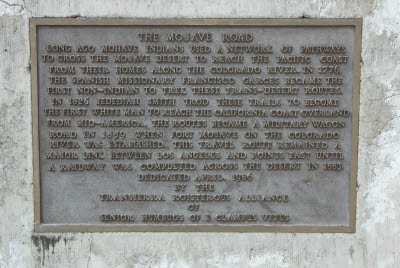 THE MOJAVE ROAD
LONG AGO MOHAVE INDIANS USED A NETWORK OF PATHWAYS
TO CROSS THE MOJAVE DESERT TO REACH THE PACIFIC COAST
FROM THEIR HOMES ALONG THE COLORADO RIVER. IN 1776,
THE SPANISH MISSIONARY FRANCISCO GARCES BECAME THE
FIRST NON-INDIAN TO TREK THESE TRANS-DESERT ROUTES.
IN 1826 JEDEDIAH SMITH TROD THESE TRAILS TO BECOME
THE FIRST WHITE MAN TO REACH THE CALIFORNIA COAST OVERLAND
FROM MID-AMERICA. THE ROUTES BECAME A MILITARY WAGON
ROAD IN 1859 WHEN FORT MOJAVE ON THE COLORADO
RIVER WAS ESTABLISHED. THIS TRAVEL ROUTE REMAINED A
MAJOR LINK BETWEEN LOS ANGELES AND POINTS EAST UNTIL
A RAILWAY WAS COMPLETED ACROSS THE DESERT IN 1883
DEDICATED APRIL, 1986
BY THE
TRANSIERRA ROISTEROUS ALLIANCE
OF
SENIOR HUMBUGS OF E CLAMPUS VITUS